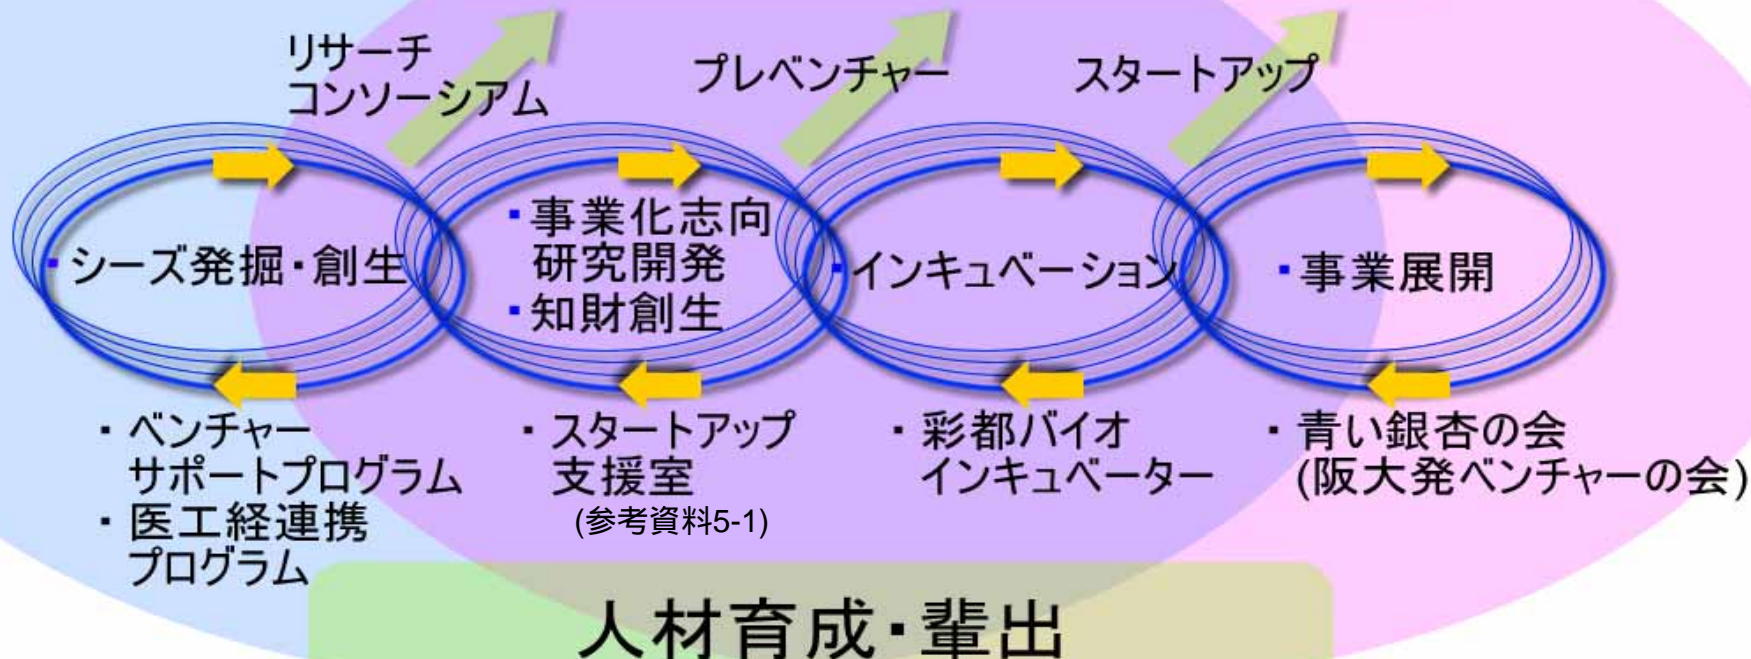 リサーチ
コンソーシアム
プレベンチャー
スタートアップ
・シーズ発掘・創生
・事業化志向
研究開発
・知財創生
・インキュベーション
・事業展開
・ベンチャー
サポートプログラム
・医工経連携
プログラム
・スタートアップ
支援室
(参考資料5-1)
・彩都バイオ
インキュベーター
・青い銀杏の会
(阪大発ベンチャーの会)
人材育成・輩出